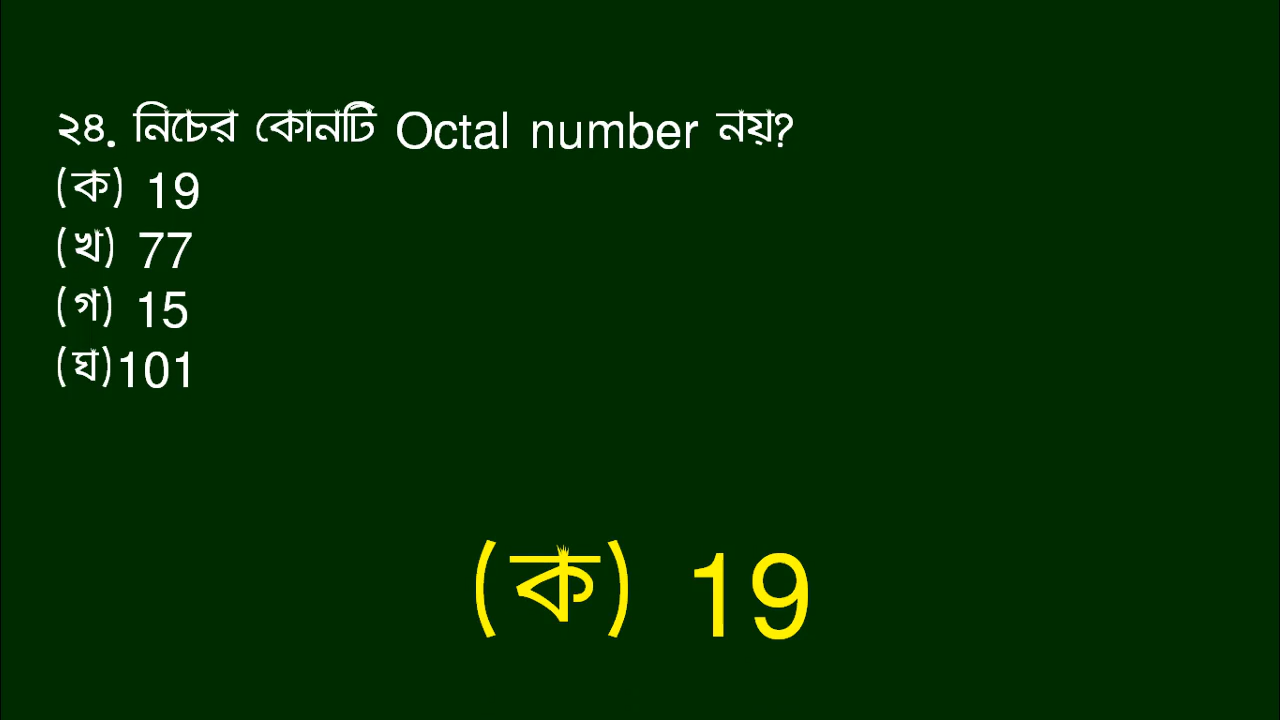 ২৪. নিচের কোনটি Octal number নয়?
(ক) 19
(খ) 77
(গ) 15
(ঘ)101
(ক) 19